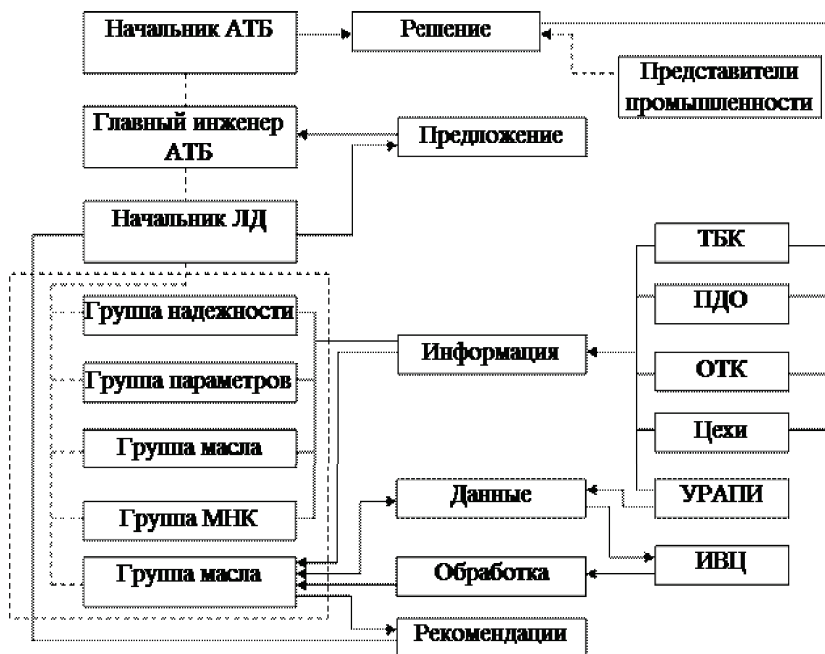 Начальник АТБ
Решение
Представители
промышленности
Главный инженер
АТБ
Предложение
Начальник ЛД
ТБК
Группа надежности
ПДО
Информация
Группа параметров
ОТК
Группа масла
Цехи
Данные
УРАПИ
Группа МНК
Группа масла
Обработка
ИВЦ
Рекомендации